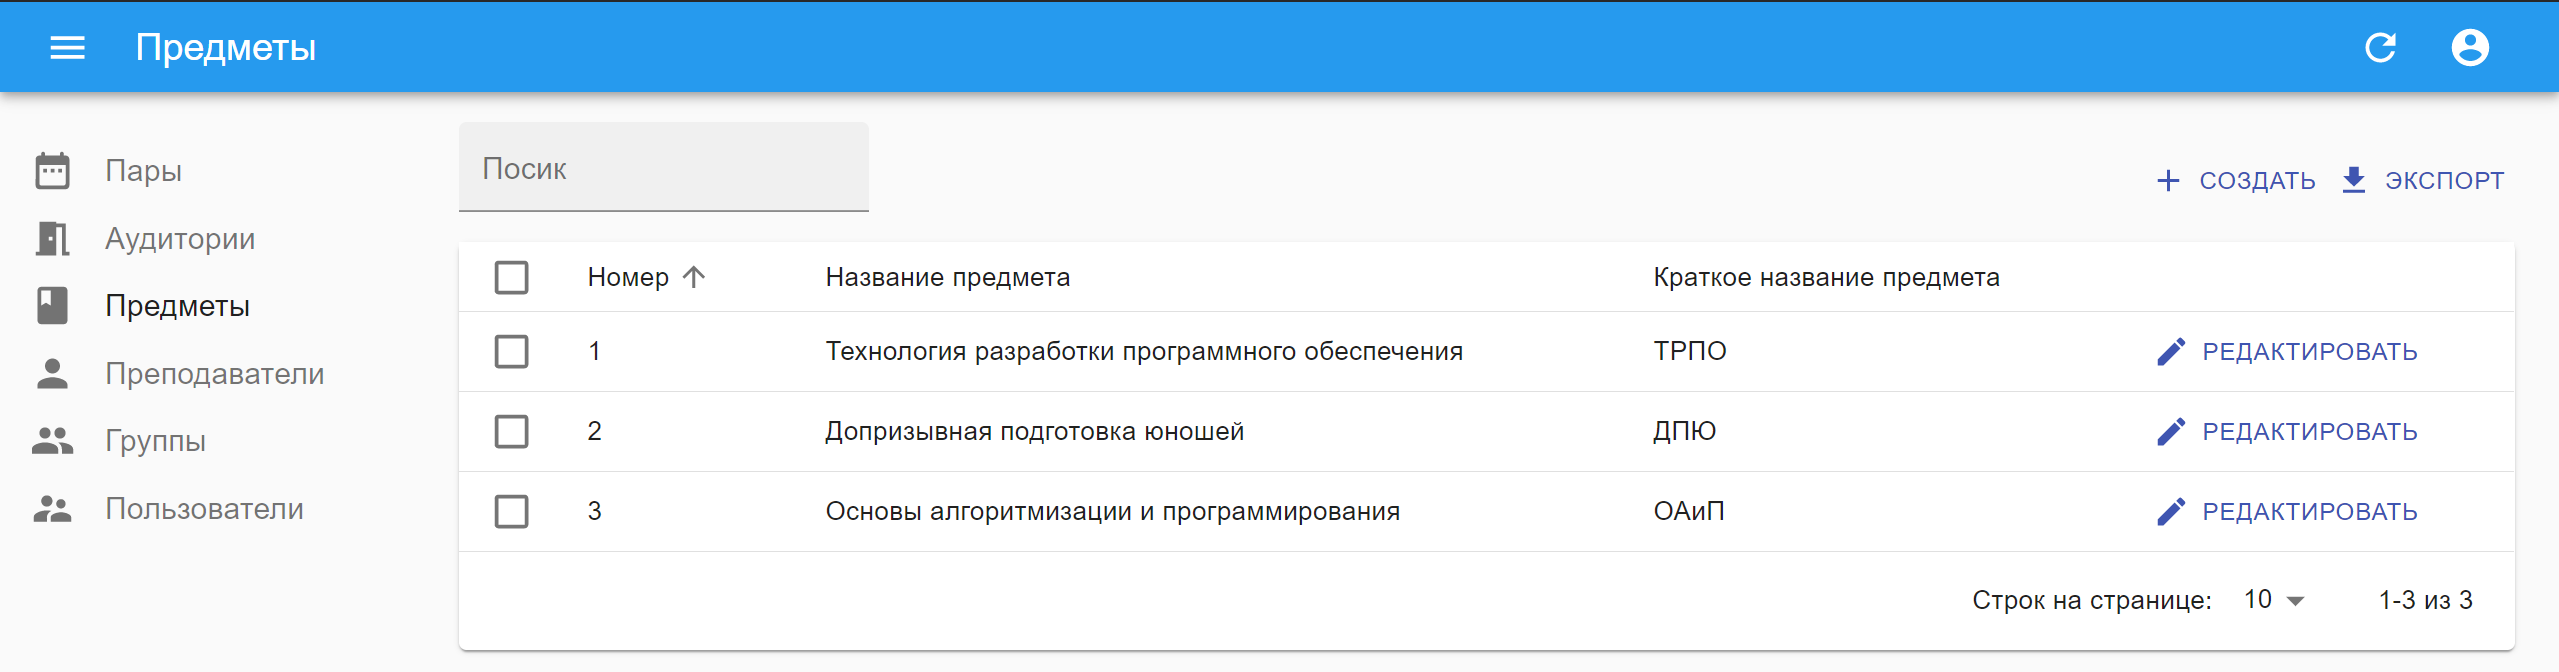 Предметы
Пары
Аудитории
Предметы
Преподаватели
Группы
Пользователи
Посик
СОЗДАТЬ ЭКСПОРТ
Номер Название предмета Краткое название предмета
1 Технология разработки программного обеспечения ТРПО РЕДАКТИРОВАТЬ
2 Допризывная подготовка юношей ДПЮ РЕДАКТИРОВАТЬ
3 Основы алгоритмизации и программирования ОАиП РЕДАКТИРОВАТЬ
Строк на странице: 10 1-3 из 3